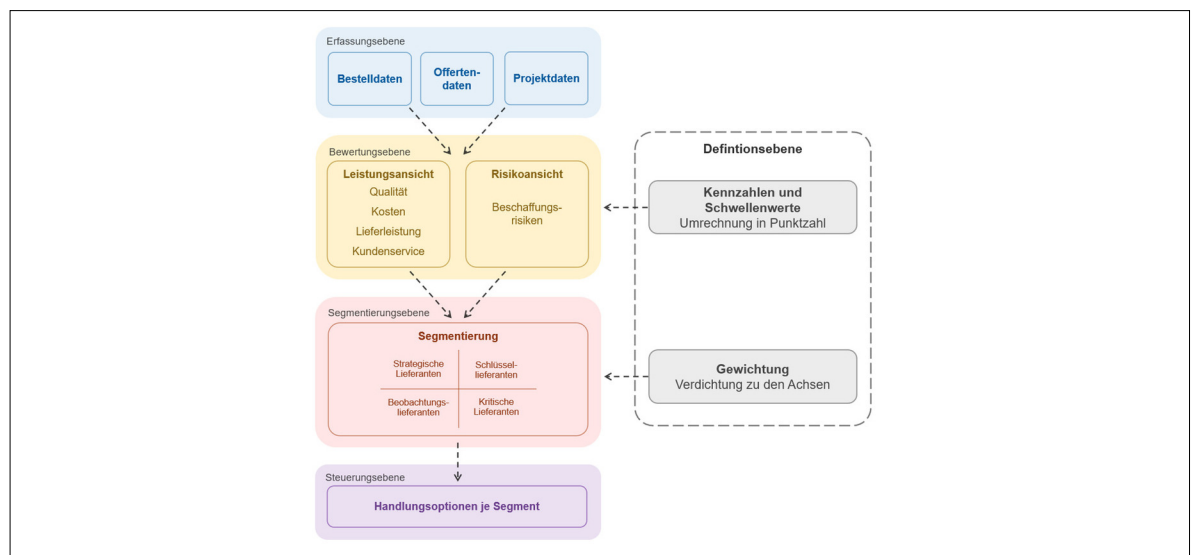 Erfassungsebene
Bestelldaten
Offerten-
daten
Projektdaten
Bewertungsebene
Leistungsansicht
Qualität
Kosten
Lieferleistung
Kundenservice
Risikoansicht
Beschaffungs-
risiken
Defintionsebene
Kennzahlen und
Schwellenwerte
Umrechnung in Punktzahl
Segmentierungsebene
Segmentierung
Strategische
Lieferanten
Schlüssel-
lieferanten
Beobachtungs-
lieferanten
Kritische
Lieferanten
Gewichtung
Verdichtung zu den Achsen
Steuerungsebene
Handlungsoptionen je Segment